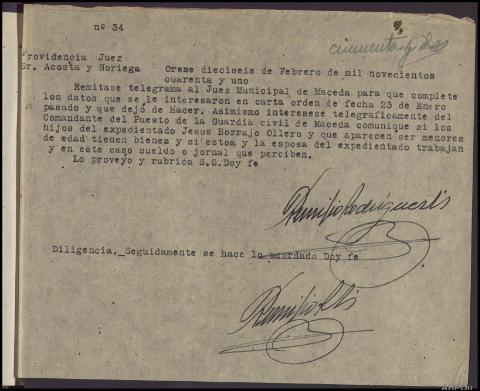 nº 34
cincuenta y dos
Providencia Juez
Sr. Acosta y Noriega
Orense dieciseis de Febrero de mil novecientos
cuarenta y uno
Remitase telegrama al Juez Municipal de Maceda para que complete
los datos que se le interesaron en carta orden de fecha 23 de Enero
pasado y que dejó de hacer. Asimismo interesese telegraficamente del
Comandante del Puesto de la Guardia civil de Maceda comunique si los
hijos del expedientado Jesus Borrajo Ollero y que aparecen ser menores
de edad tienen bienes y si estos, y la esposa del expedientado trabajan
y en este caso sueldo o jornal que perciben.
Lo proveyo y rubrica S.S.Doy fe
Remisio
Diligencia._Seguidamente se hace lo acordado Doy fe
Remisio